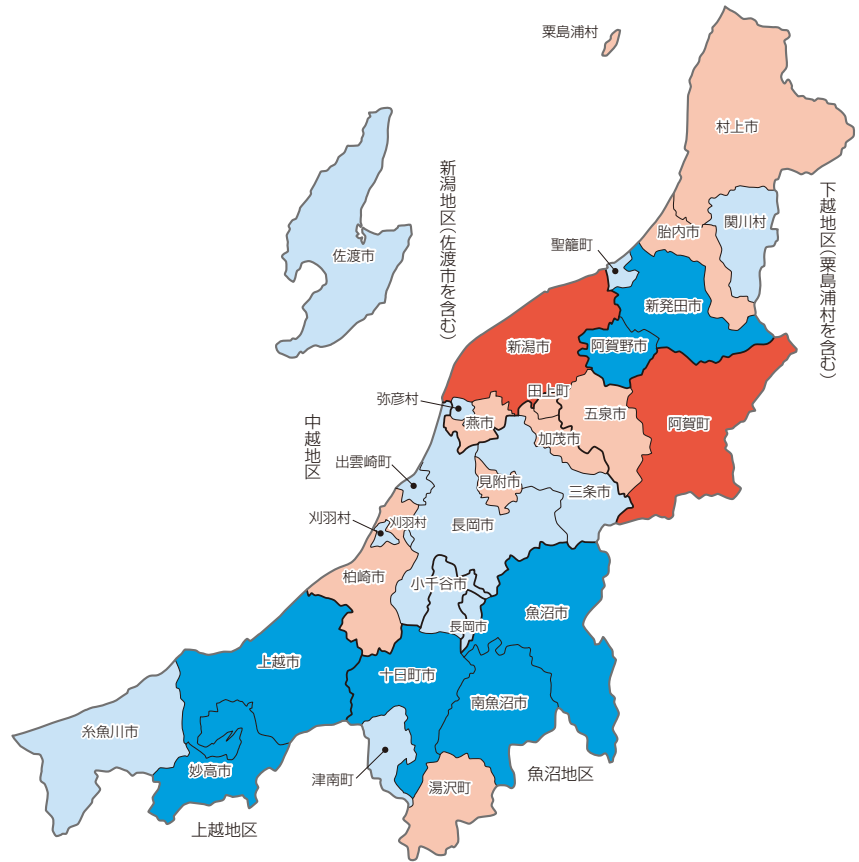 粟島浦村
村上市
下越地区(粟島浦村を含む)
関川村
胎内市
聖籠町
新発田市
新潟地区(佐渡市を含む)
佐渡市
新潟市
阿賀野市
田上町
五泉市
阿賀町
弥彦村
燕市
加茂市
中越地区
出雲崎町
見附市
三条市
刈羽村
刈羽村
長岡市
柏崎市
小千谷市
長岡市
魚沼市
上越市
十日町市
南魚沼市
糸魚川市
妙高市
津南町
湯沢町
魚沼地区
上越地区